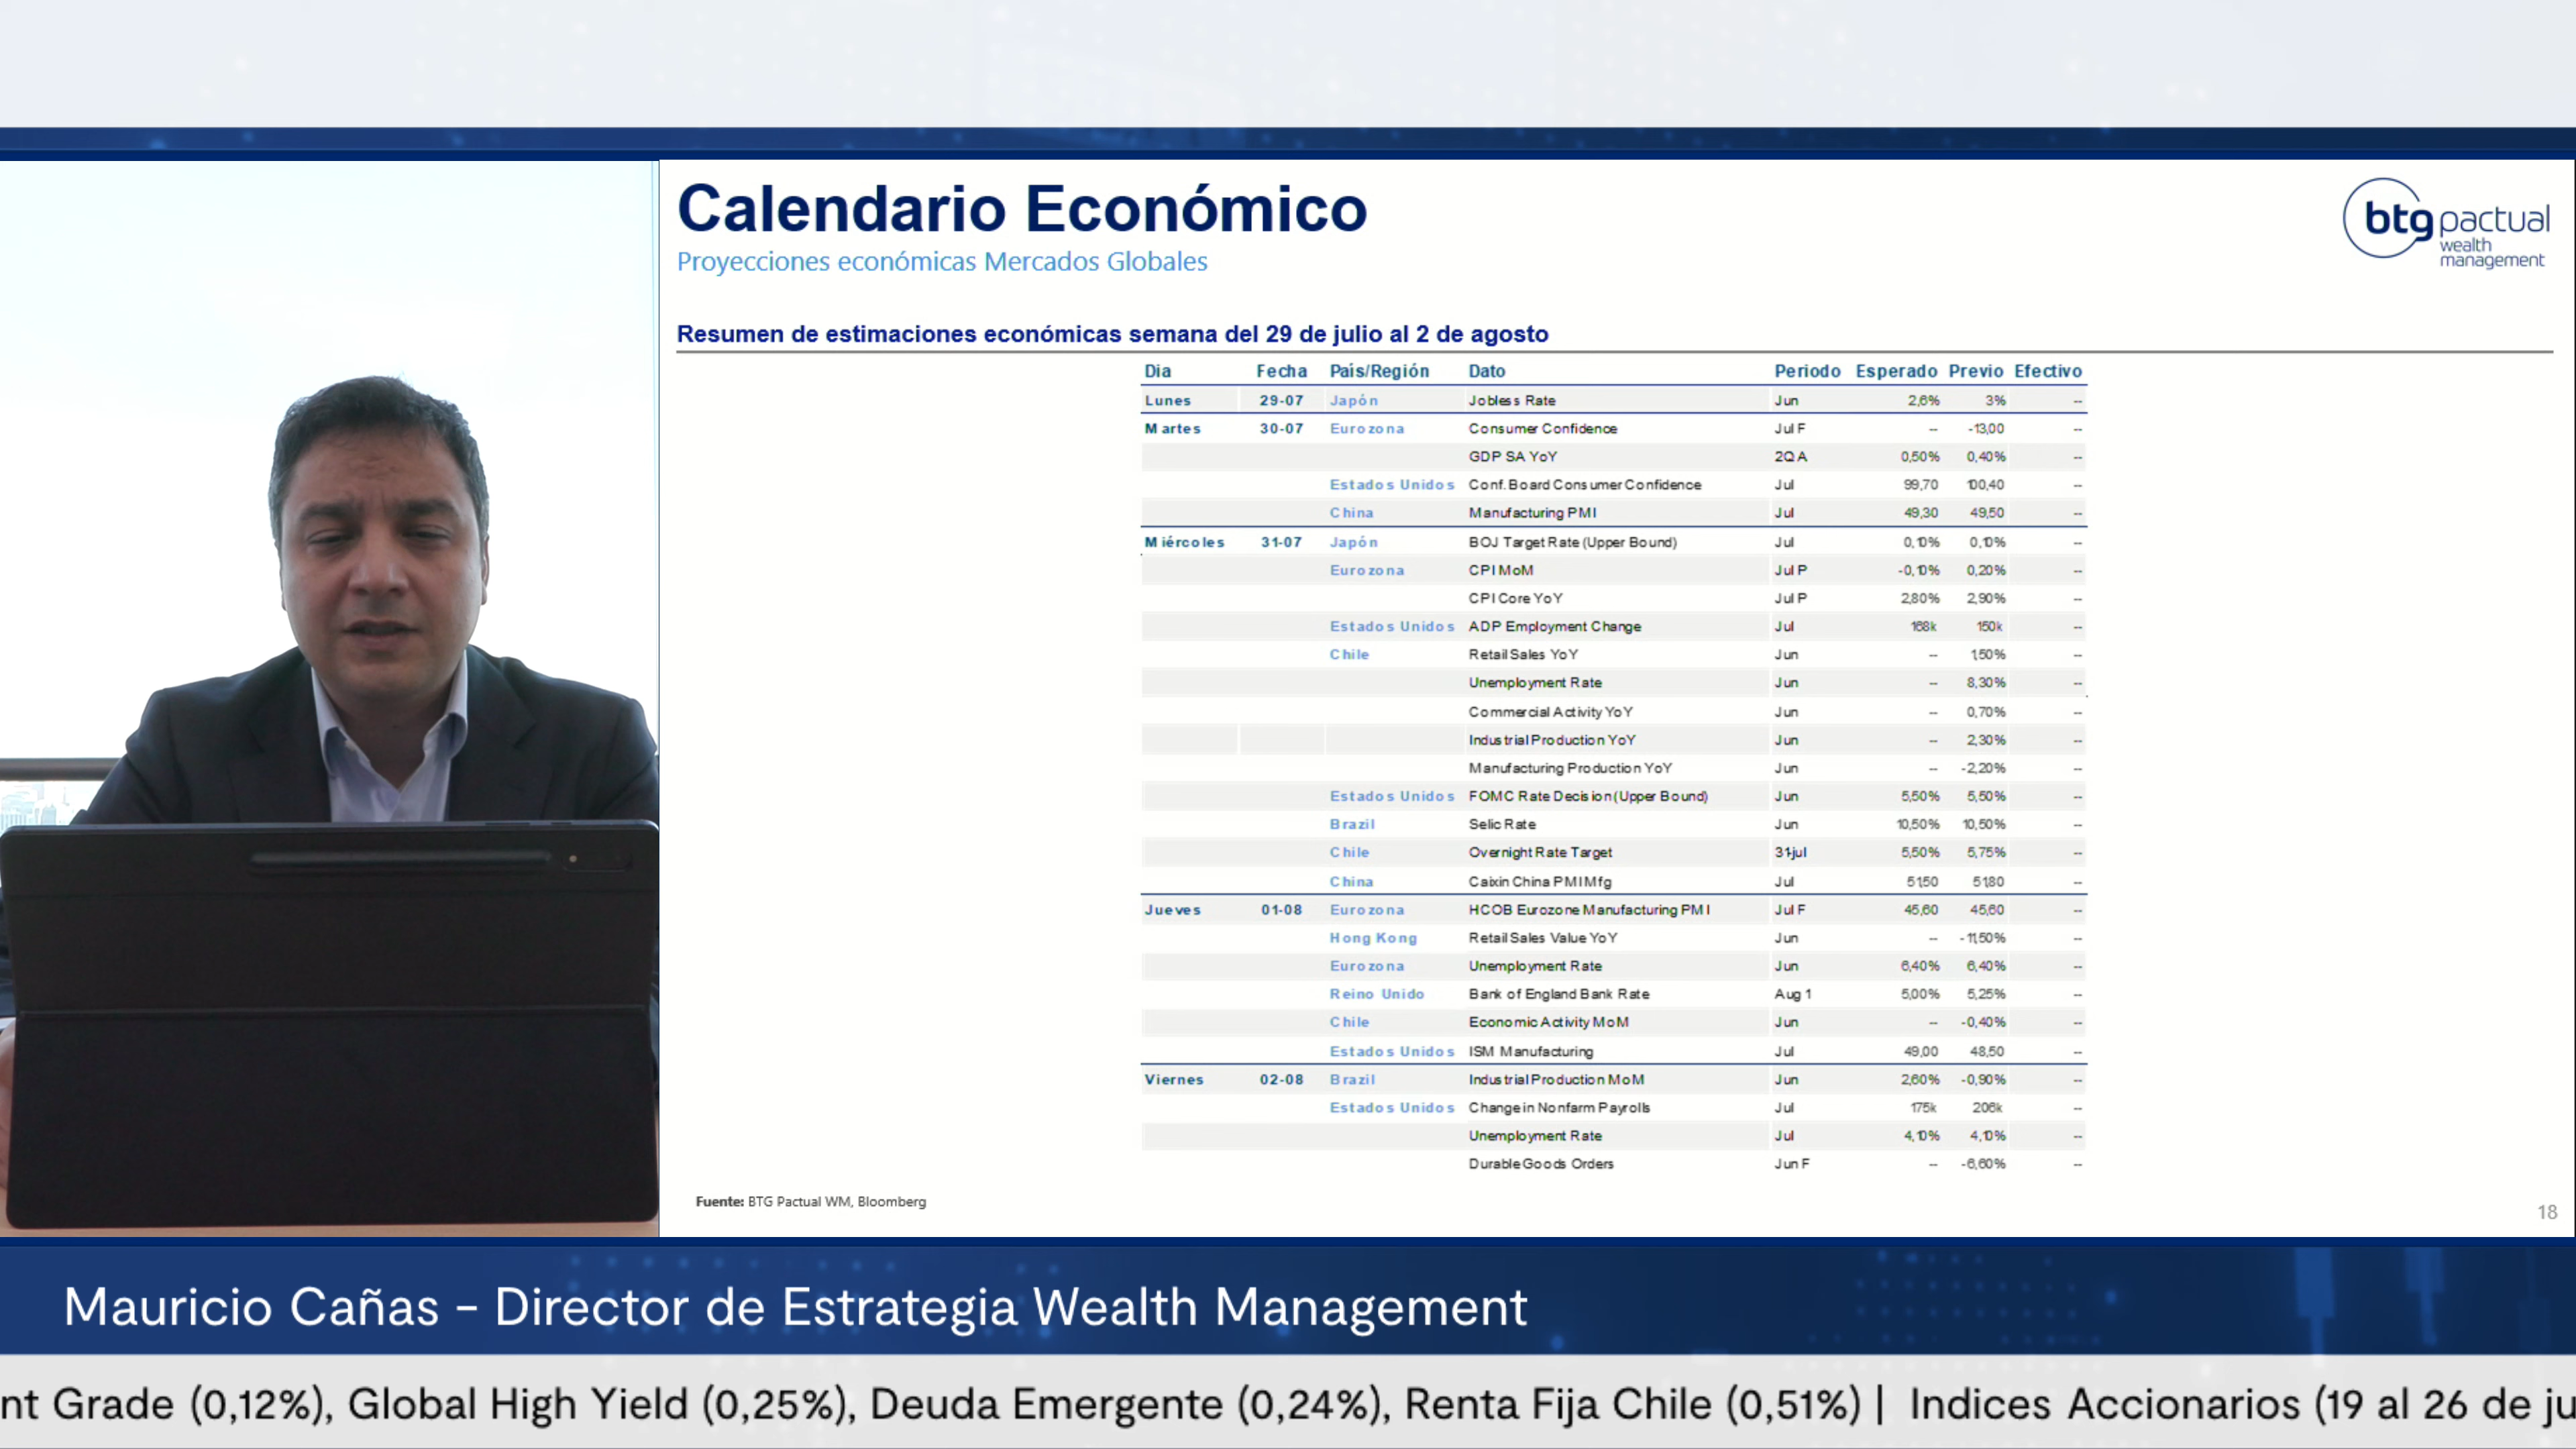 Calendario Económico
Proyecciones económicas Mercados Globales
btg pactual
wealth
management
Resumen de estimaciones económicas semana del 29 de julio al 2 de agosto
Dia Fecha País/Región Dato Periodo Esperado Previo Efectivo
Lunes 29-07 Japón Jobless Rate Jun 2,6% 3% --
Martes 30-07 Eurozona Consumer Confidence Jul F -- -13,00 --
GDP SA YoY 2Q A 0,50% 0,40% --
Estados Unidos Conf. Board Consumer Confidence Jul 99,70 100,40 --
China Manufacturing PMI Jul 49,30 49,50 --
Miércoles 31-07 Japón BOJ Target Rate (Upper Bound) Jul 0,10% 0,10% --
Eurozona CPI MoM Jul P -0,10% 0,20% --
CPI Core YoY Jul P 2,80% 2,90% --
Estados Unidos ADP Employment Change Jul 168k 150k --
Chile Retail Sales YoY Jun -- 1,50% --
Unemployment Rate Jun -- 8,30% --
Commercial Activity YoY Jun -- 0,70% --
Industrial Production YoY Jun -- 2,30% --
Manufacturing Production YoY Jun -- -2,20% --
Estados Unidos FOMC Rate Decision (Upper Bound) Jun 5,50% 5,50% --
Brazil Selic Rate Jun 10,50% 10,50% --
Chile Overnight Rate Target 31-jul 5,50% 5,75% --
China Caixin China PMI Mfg Jul 51,50 51,80 --
Jueves 01-08 Eurozona HCOB Eurozone Manufacturing PMI Jul F 45,60 45,60 --
Hong Kong Retail Sales Value YoY Jun -- -11,50% --
Eurozona Unemployment Rate Jun 6,40% 6,40% --
Reino Unido Bank of England Bank Rate Aug 1 5,00% 5,25% --
Chile Economic Activity MoM Jun -- -0,40% --
Estados Unidos ISM Manufacturing Jul 49,00 48,50 --
Viernes 02-08 Brazil Industrial Production MoM Jun 2,60% -0,90% --
Estados Unidos Change in Nonfarm Payrolls Jul 175k 206k --
Unemployment Rate Jul 4,10% 4,10% --
Durable Goods Orders Jun F -- -6,60% --
Fuente: BTG Pactual WM, Bloomberg
18
Mauricio Cañas - Director de Estrategia Wealth Management
nt Grade (0,12%), Global High Yield (0,25%), Deuda Emergente (0,24%), Renta Fija Chile (0,51%) | Indices Accionarios (19 al 26 de ju